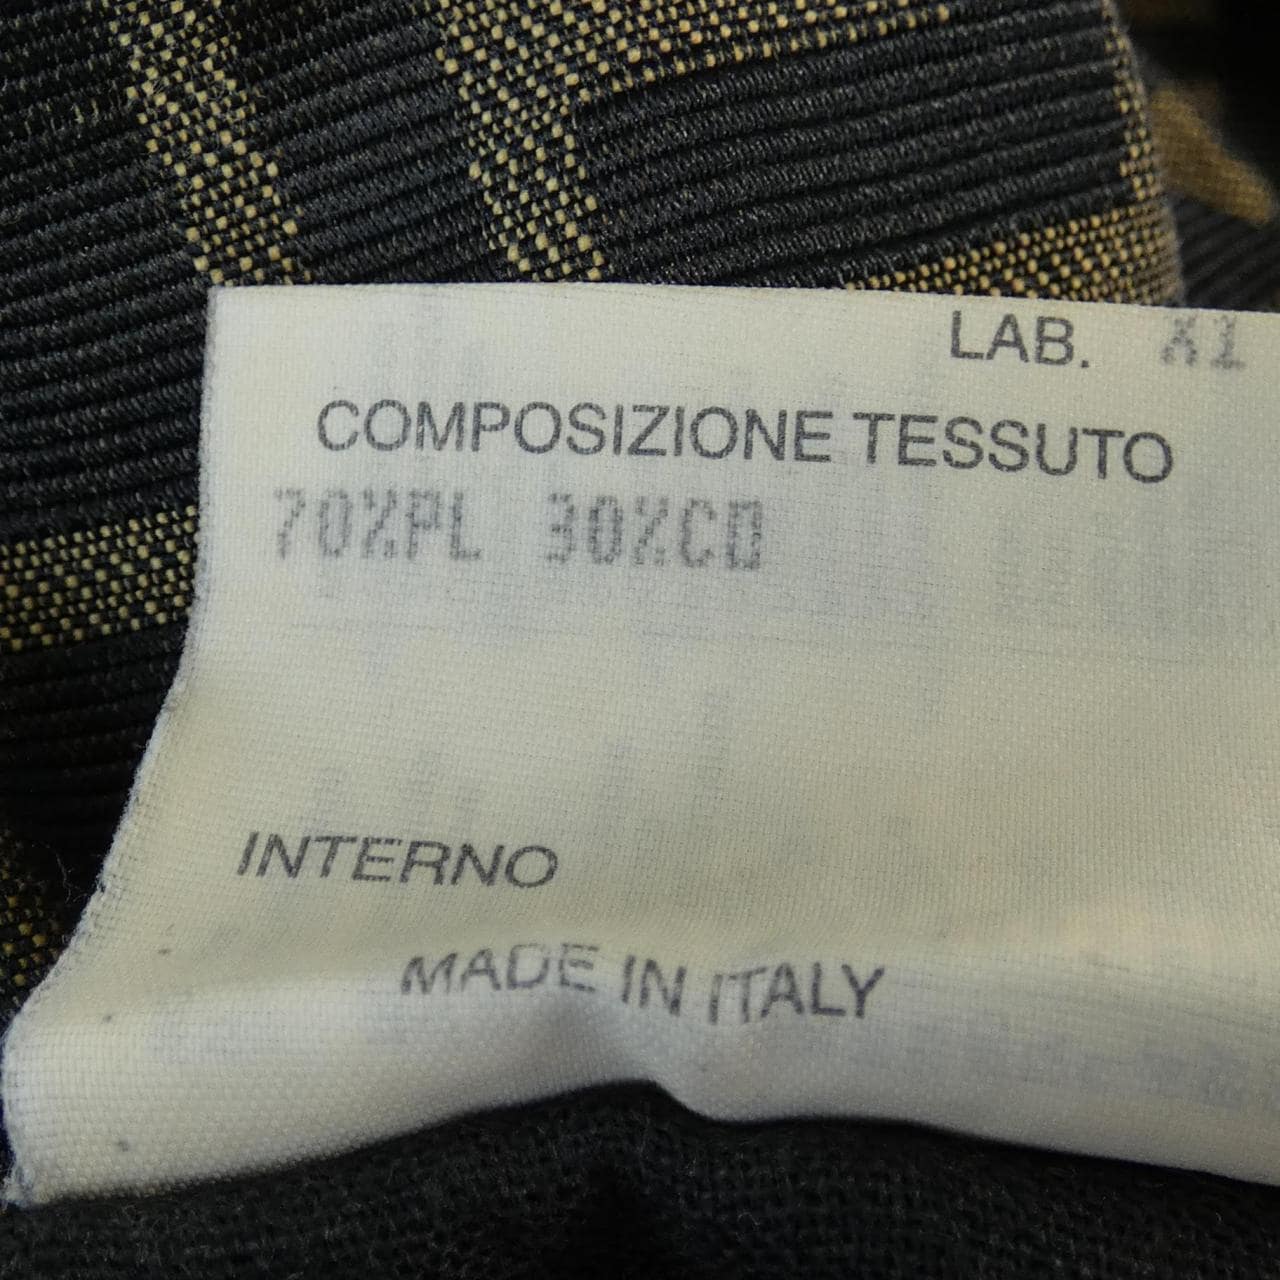 LAB. X1
COMPOSIZIONE TESSUTO
70%PL 30%CO
INTERNO
MADE IN ITALY